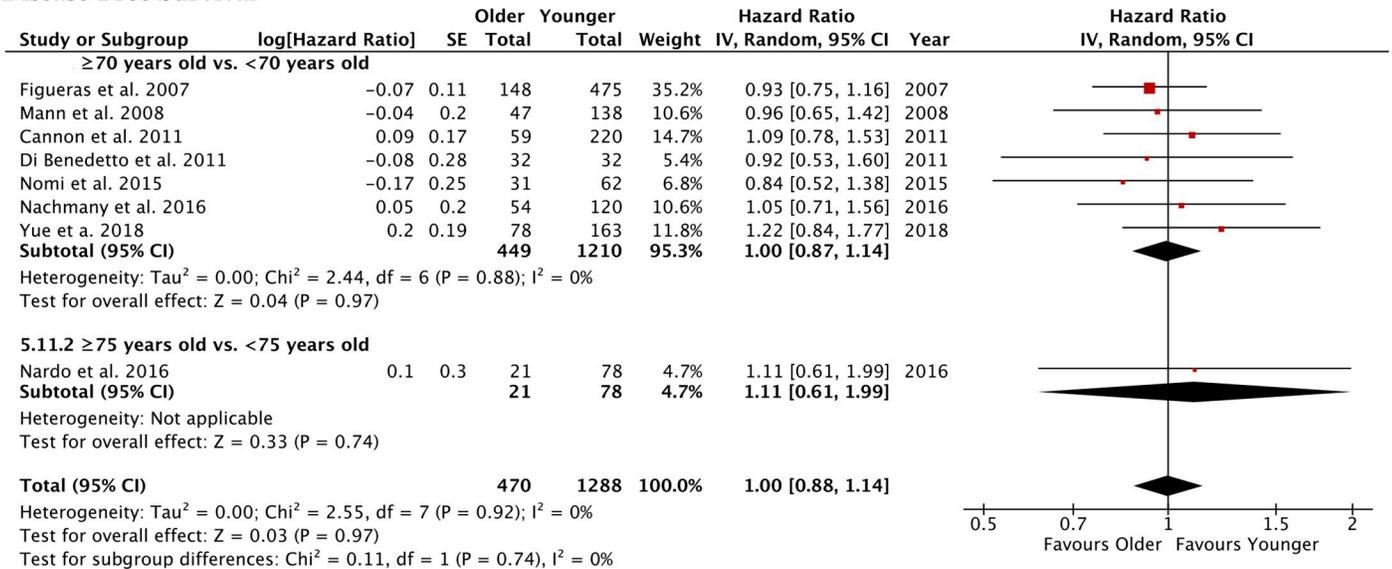 Older Younger Hazard Ratio Hazard Ratio
Study or Subgroup log[Hazard Ratio] SE Total Total Weight IV, Random, 95% CI Year IV, Random, 95% CI
≥70 years old vs. <70 years old
Figueras et al. 2007 −0.07 0.11 148 475 35.2% 0.93 [0.75, 1.16] 2007
Mann et al. 2008 −0.04 0.2 47 138 10.6% 0.96 [0.65, 1.42] 2008
Cannon et al. 2011 0.09 0.17 59 220 14.7% 1.09 [0.78, 1.53] 2011
Di Benedetto et al. 2011 −0.08 0.28 32 32 5.4% 0.92 [0.53, 1.60] 2011
Nomi et al. 2015 −0.17 0.25 31 62 6.8% 0.84 [0.52, 1.38] 2015
Nachmany et al. 2016 0.05 0.2 54 120 10.6% 1.05 [0.71, 1.56] 2016
Yue et a. 2018 0.2 0.19 78 163 11.8% 1.22 [0.84, 1.77] 2018
Subtotal (95% CI) 449 1210 95.3% 1.00 [0.87, 1.14]
Heterogeneity: Tau² = 0.00; Chi² = 2.44, df = 6 (P = 0.88); I² = 0%
Test for overall effect: Z = 0.04 (P = 0.97)
5.11.2 ≥75 years old vs. <75 years old
Nardo et al. 2016 0.1 0.3 21 78 4.7% 1.11 [0.61, 1.99] 2016
Subtotal (95% CI) 21 78 4.7% 1.11 [0.61, 1.99]
Heterogeneity: Not applicable
Test for overall effect: Z = 0.33 (P = 0.74)
Total (95% CI) 470 1288 100.0% 1.00 [0.88, 1.14]
Heterogeneity: Tau² = 0.00; Chi² = 2.55, df = 7 (P = 0.92); I² = 0%
Test for overall effect: Z = 0.03 (P = 0.97)
Test for subgroup differences: Chi² = 0.11, df = 1 (P = 0.74), I² = 0%
0.5 0.7 1 1.5 2
Favours Older Favours Younger